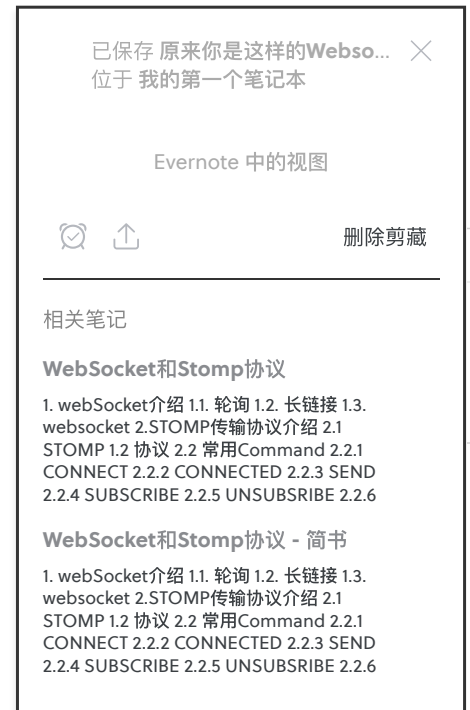 已保存 原来你是这样的Webso...
位于 我的第一个笔记本
Evernote 中的视图
删除剪藏
相关笔记
WebSocket和Stomp协议
1. webSocket介绍 1.1. 轮询 1.2. 长链接 1.3.
websocket 2.STOMP传输协议介绍 2.1
STOMP 1.2 协议 2.2 常用Command 2.2.1
CONNECT 2.2.2 CONNECTED 2.2.3 SEND
2.2.4 SUBSCRIBE 2.2.5 UNSUBSRIBE 2.2.6
WebSocket和Stomp协议 - 简书
1. webSocket介绍 1.1. 轮询 1.2. 长链接 1.3.
websocket 2.STOMP传输协议介绍 2.1
STOMP 1.2 协议 2.2 常用Command 2.2.1
CONNECT 2.2.2 CONNECTED 2.2.3 SEND
2.2.4 SUBSCRIBE 2.2.5 UNSUBSRIBE 2.2.6